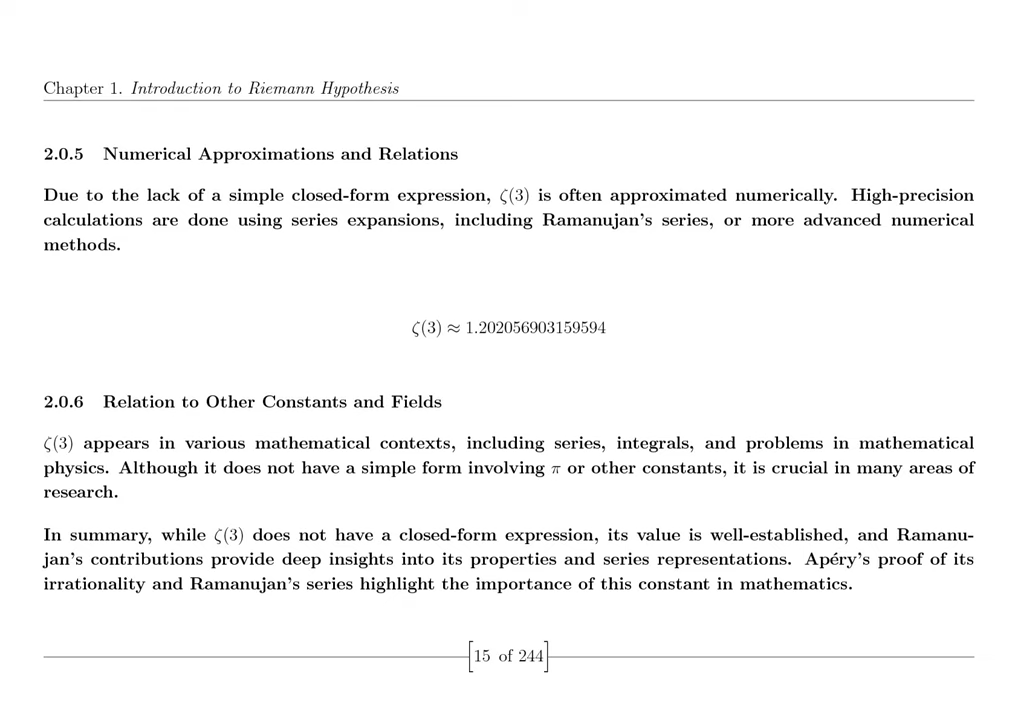 Chapter 1. Introduction to Riemann Hypothesis
2.0.5 Numerical Approximations and Relations
Due to the lack of a simple closed-form expression, ζ(3) is often approximated numerically. High-precision
calculations are done using series expansions, including Ramanujan's series, or more advanced numerical
methods.
ζ(3) ≈ 1.202056903159594
2.0.6 Relation to Other Constants and Fields
ζ(3) appears in various mathematical contexts, including series, integrals, and problems in mathematical
physics. Although it does not have a simple form involving π or other constants, it is crucial in many areas of
research.
In summary, while ζ(3) does not have a closed-form expression, its value is well-established, and Ramanu-
jan's contributions provide deep insights into its properties and series representations. Apéry's proof of its
irrationality and Ramanujan's series highlight the importance of this constant in mathematics.
[15 of 244]